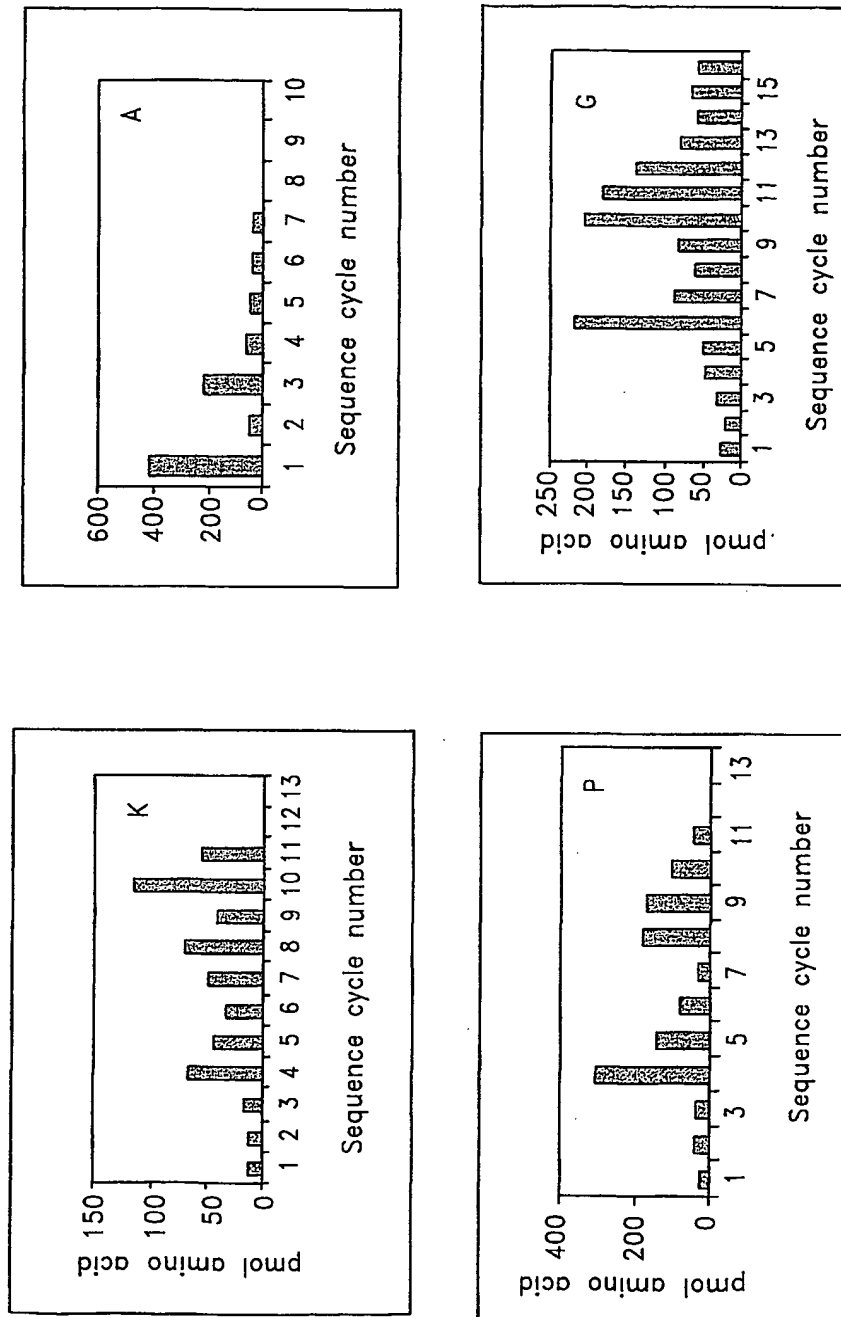 K
pmol amino acid
150
100
50
0
1 2 3 4 5 6 7 8 9 10 11 12 13
Sequence cycle number
A
600
400
200
0
1 2 3 4 5 6 7 8 9 10
Sequence cycle number
P
pmol amino acid
400
200
0
1 3 5 7 9 11 13
Sequence cycle number
G
pmol amino acid
250
200
150
100
50
0
1 3 5 7 9 11 13 15
Sequence cycle number